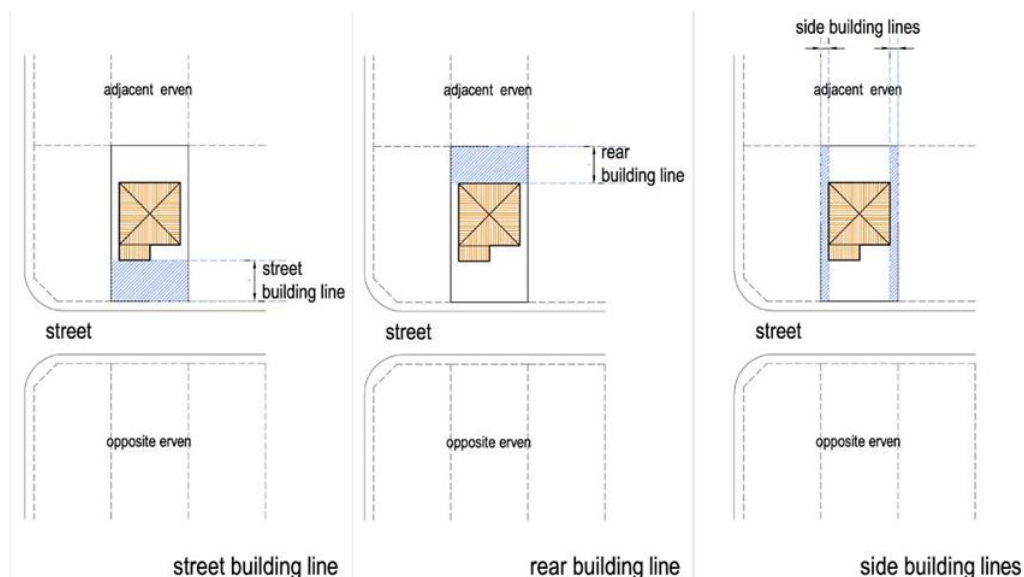 adjacent erven
street
building line
street
opposite erven
street building line
adjacent erven
rear
building line
street
opposite erven
rear building line
side building lines
adjacent erven
street
opposite erven
side building lines